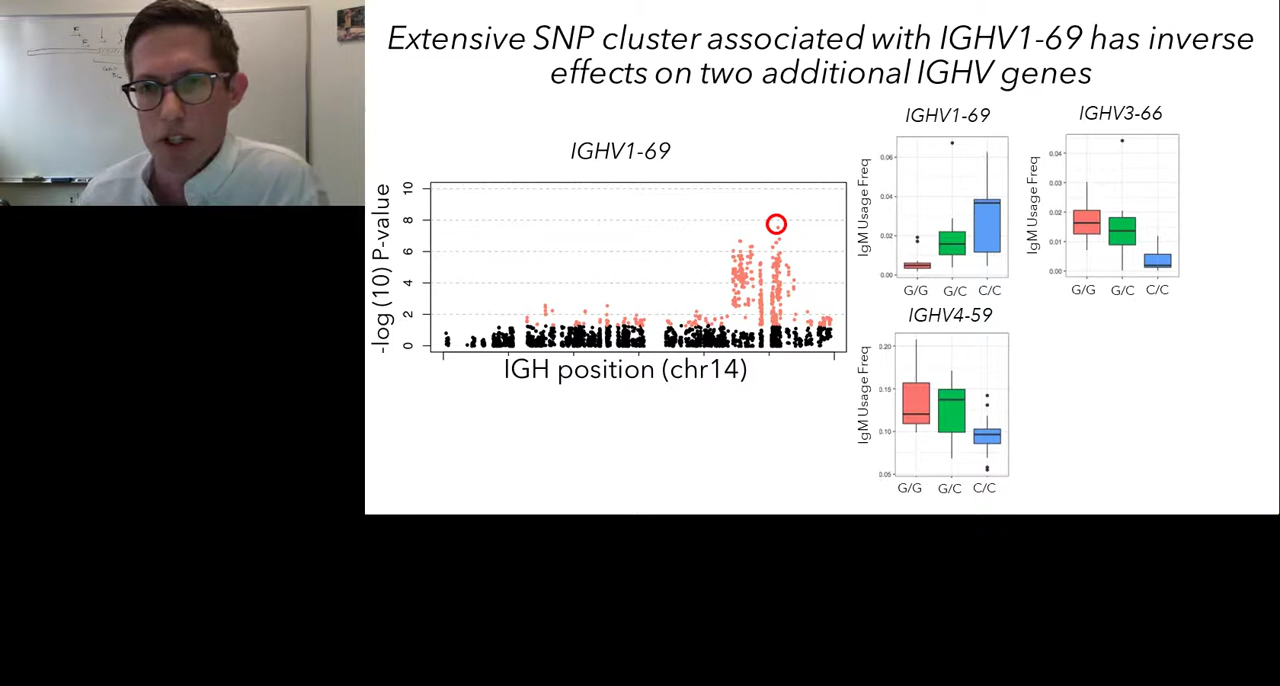 Extensive SNP cluster associated with IGHV1-69 has inverse
effects on two additional IGHV genes
IGHV1-69
-log (10) P-value
10
8
6
4
2
0
IGH position (chr14)
IGHV1-69
IgM Usage Freq
0.06
0.04
0.02
0.00
G/G G/C C/C
IGHV3-66
IgM Usage Freq
0.04
0.03
0.02
0.01
0.00
G/G G/C C/C
IGHV4-59
IgM Usage Freq
0.20
0.15
0.10
0.05
G/G G/C C/C